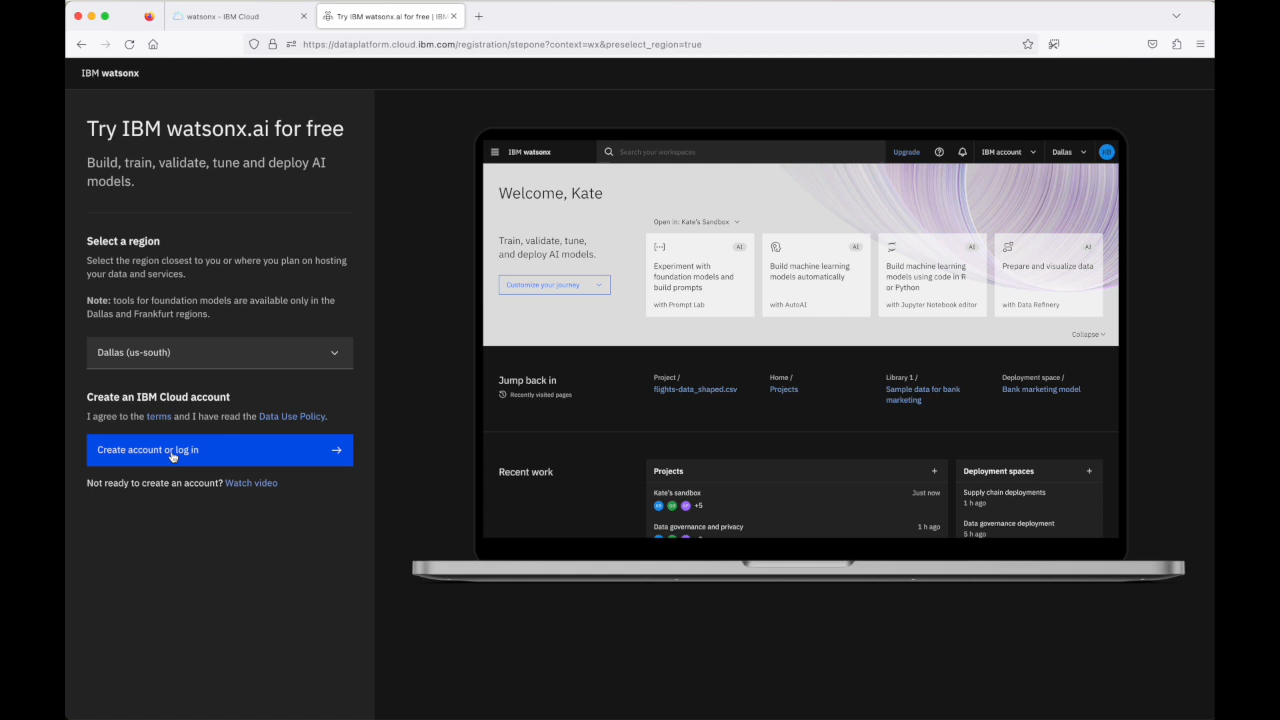 watsonx - IBM Cloud
Try IBM watsonx.ai for free | IBM
https://dataplatform.cloud.ibm.com/registration/stepone?context=wx&preselect_region=true
IBM watsonx
Try IBM watsonx.ai for free
Build, train, validate, tune and deploy AI
models.
Select a region
Select the region closest to you or where you plan on hosting
your data and services.
Note: tools for foundation models are available only in the
Dallas and Frankfurt regions.
Dallas (us-south)
Create an IBM Cloud account
I agree to the terms and I have read the Data Use Policy.
Create account or log in
Not ready to create an account? Watch video
IBM watsonx
Search your workspaces
Upgrade
IBM account
Dallas
Welcome, Kate
Open in: Kate's Sandbox
Train, validate, tune,
and deploy AI models.
Customize your journey
AI
Experiment with
foundation models and
build prompts
with Prompt Lab
AI
Build machine learning
models automatically
with AutoAI
AI
Build machine learning
models using code in R
or Python
with Jupyter Notebook editor
AI
Prepare and visualize data
with Data Refinery
Collapse
Jump back in
Recently visited pages
Project /
flights-data_shaped.csv
Home /
Projects
Library 1 /
Sample data for bank
marketing
Deployment space /
Bank marketing model
Recent work
Projects
Kate's sandbox
Just now
+5
Data governance and privacy
1 h ago
Deployment spaces
Supply chain deployments
1 h ago
Data governance deployment
5 h ago